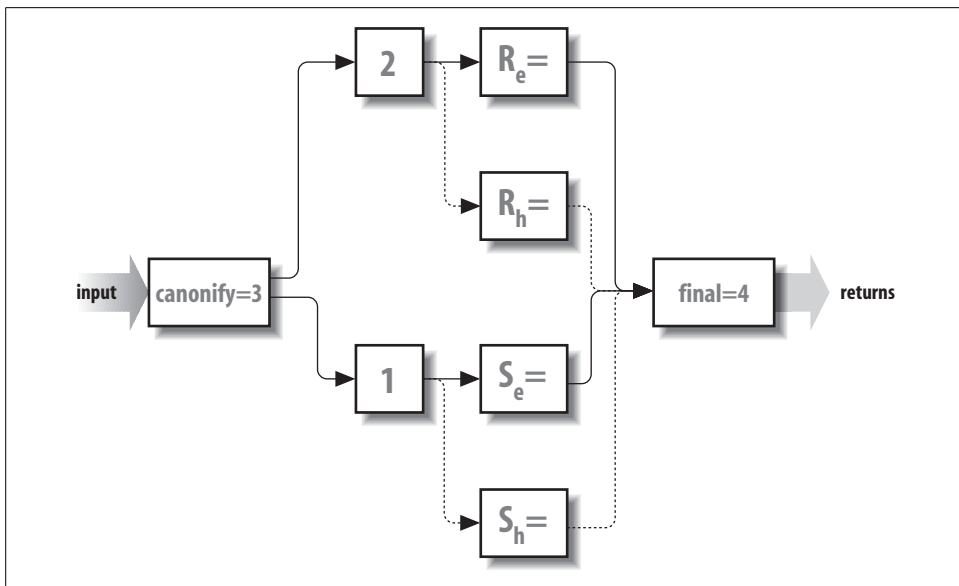 2
Rₑ=
Rₕ=
input
canonify=3
final=4
returns
1
Sₑ=
Sₕ=